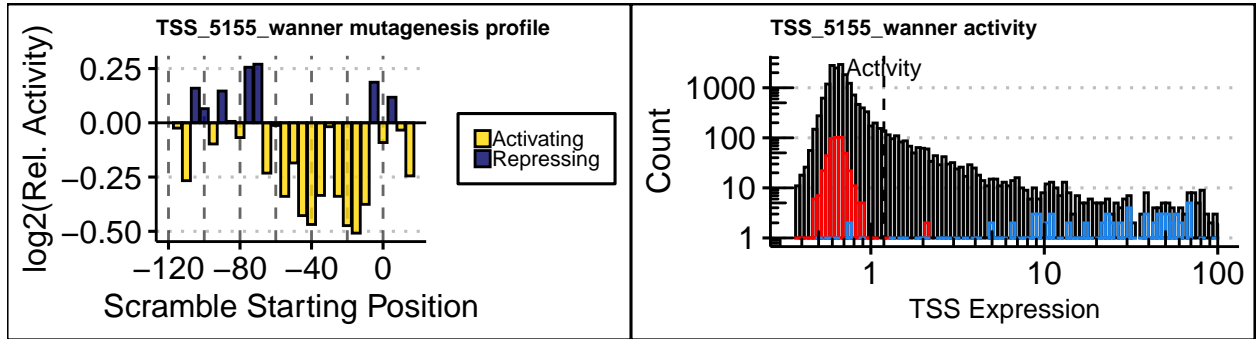 TSS_5155_wanner mutagenesis profile
log2(Rel. Activity)
0.25
0.00
−0.25
−0.50
−120
−80
−40
0
Scramble Starting Position
Activating
Repressing
TSS_5155_wanner activity
Activity
Count
1000
100
10
1
1
10
100
TSS Expression